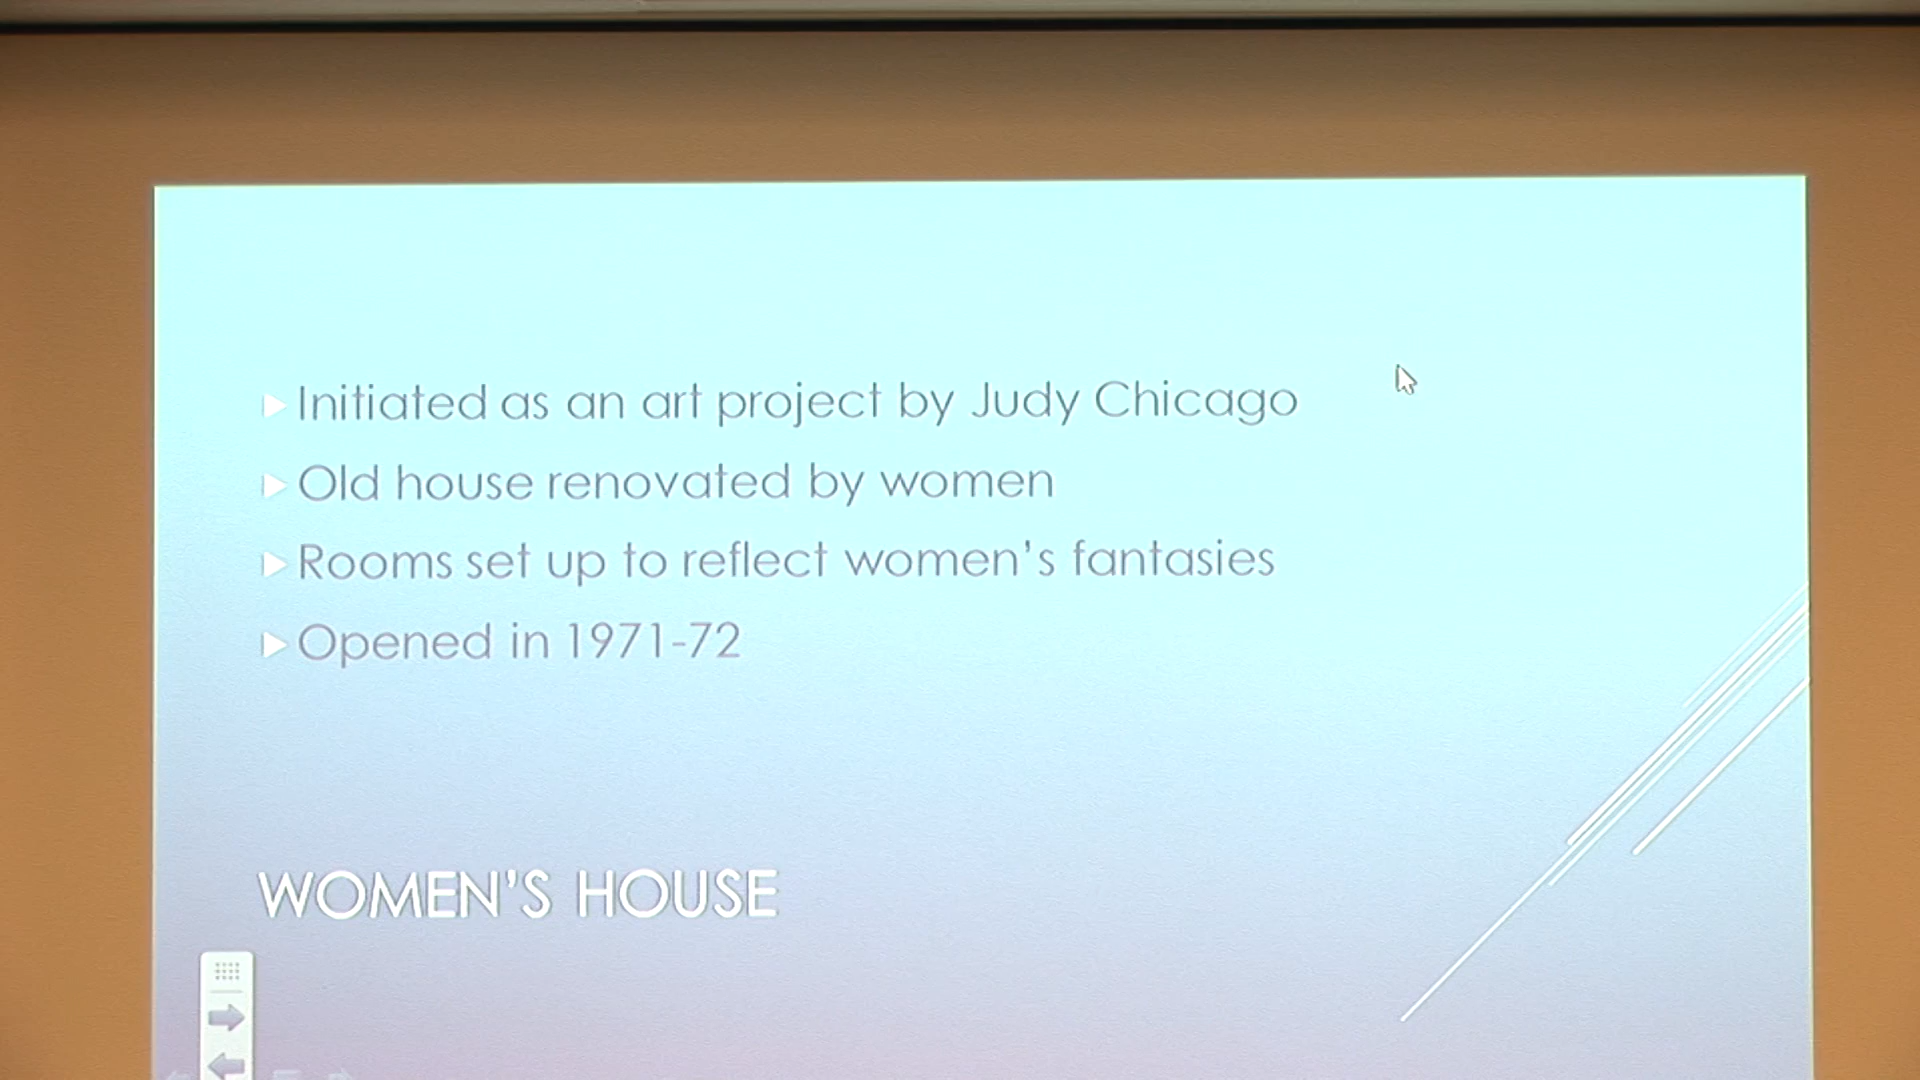 Initiated as an art project by Judy Chicago
Old house renovated by women
Rooms set up to reflect women's fantasies
Opened in 1971-72
WOMEN'S HOUSE